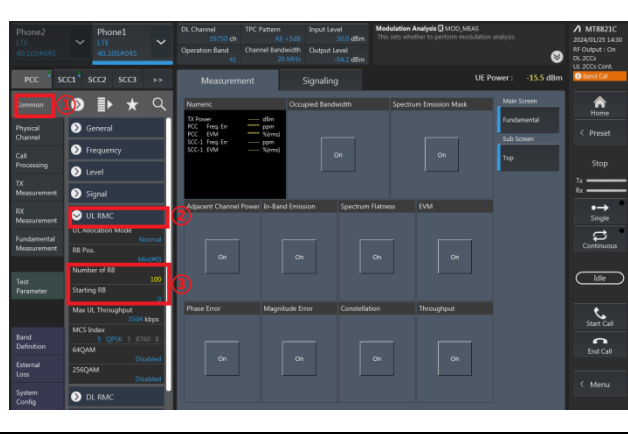 Phone2
LTE
40.105#045
Phone1
LTE
40.105#045
DL Channel
39750 ch
TPC Pattern
Alt +3dB
Input Level
30.0 dBm
Operation Band
41
Channel Bandwidth
20 MHz
Output Level
-54.2 dBm
Modulation Analysis MOD_MEAS
This sets whether to perform modulation analysis.
MT8821C
2024/01/25 14:30
RF Output : On
DL 2CCs
UL 2CCs Cont.
Band Cal
PCC
SCC1
SCC2
SCC3
>>
Measurement
Signaling
UE Power : -15.5 dBm
Common
①
Physical
Channel
Call
Processing
TX
Measurement
RX
Measurement
Fundamental
Measurement
Test
Parameter
Band
Definition
External
Loss
System
Config
General
Frequency
Level
Signal
UL RMC
②
UL Allocation Mode
Normal
RB Pos.
Min(#0)
Number of RB
100
Starting RB
0
③
Max UL Throughput
3504 kbps
MCS Index
5 QPSK 5 8760 8
64QAM
Disabled
256QAM
Disabled
DL RMC
Numeric
TX Power ----- dBm
PCC Freq. Err ----- ppm
PCC EVM ----- %(rms)
SCC-1 Freq. Err ----- ppm
SCC-1 EVM ----- %(rms)
Occupied Bandwidth
On
Spectrum Emission Mask
On
Main Screen
Fundamental
Sub Screen
Top
Adjacent Channel Power
On
In-Band Emission
On
Spectrum Flatness
On
EVM
On
Phase Error
On
Magnitude Error
On
Constellation
On
Throughput
On
Home
< Preset
Stop
Tx
Rx
Single
Continuous
Idle
Start Call
End Call
< Menu